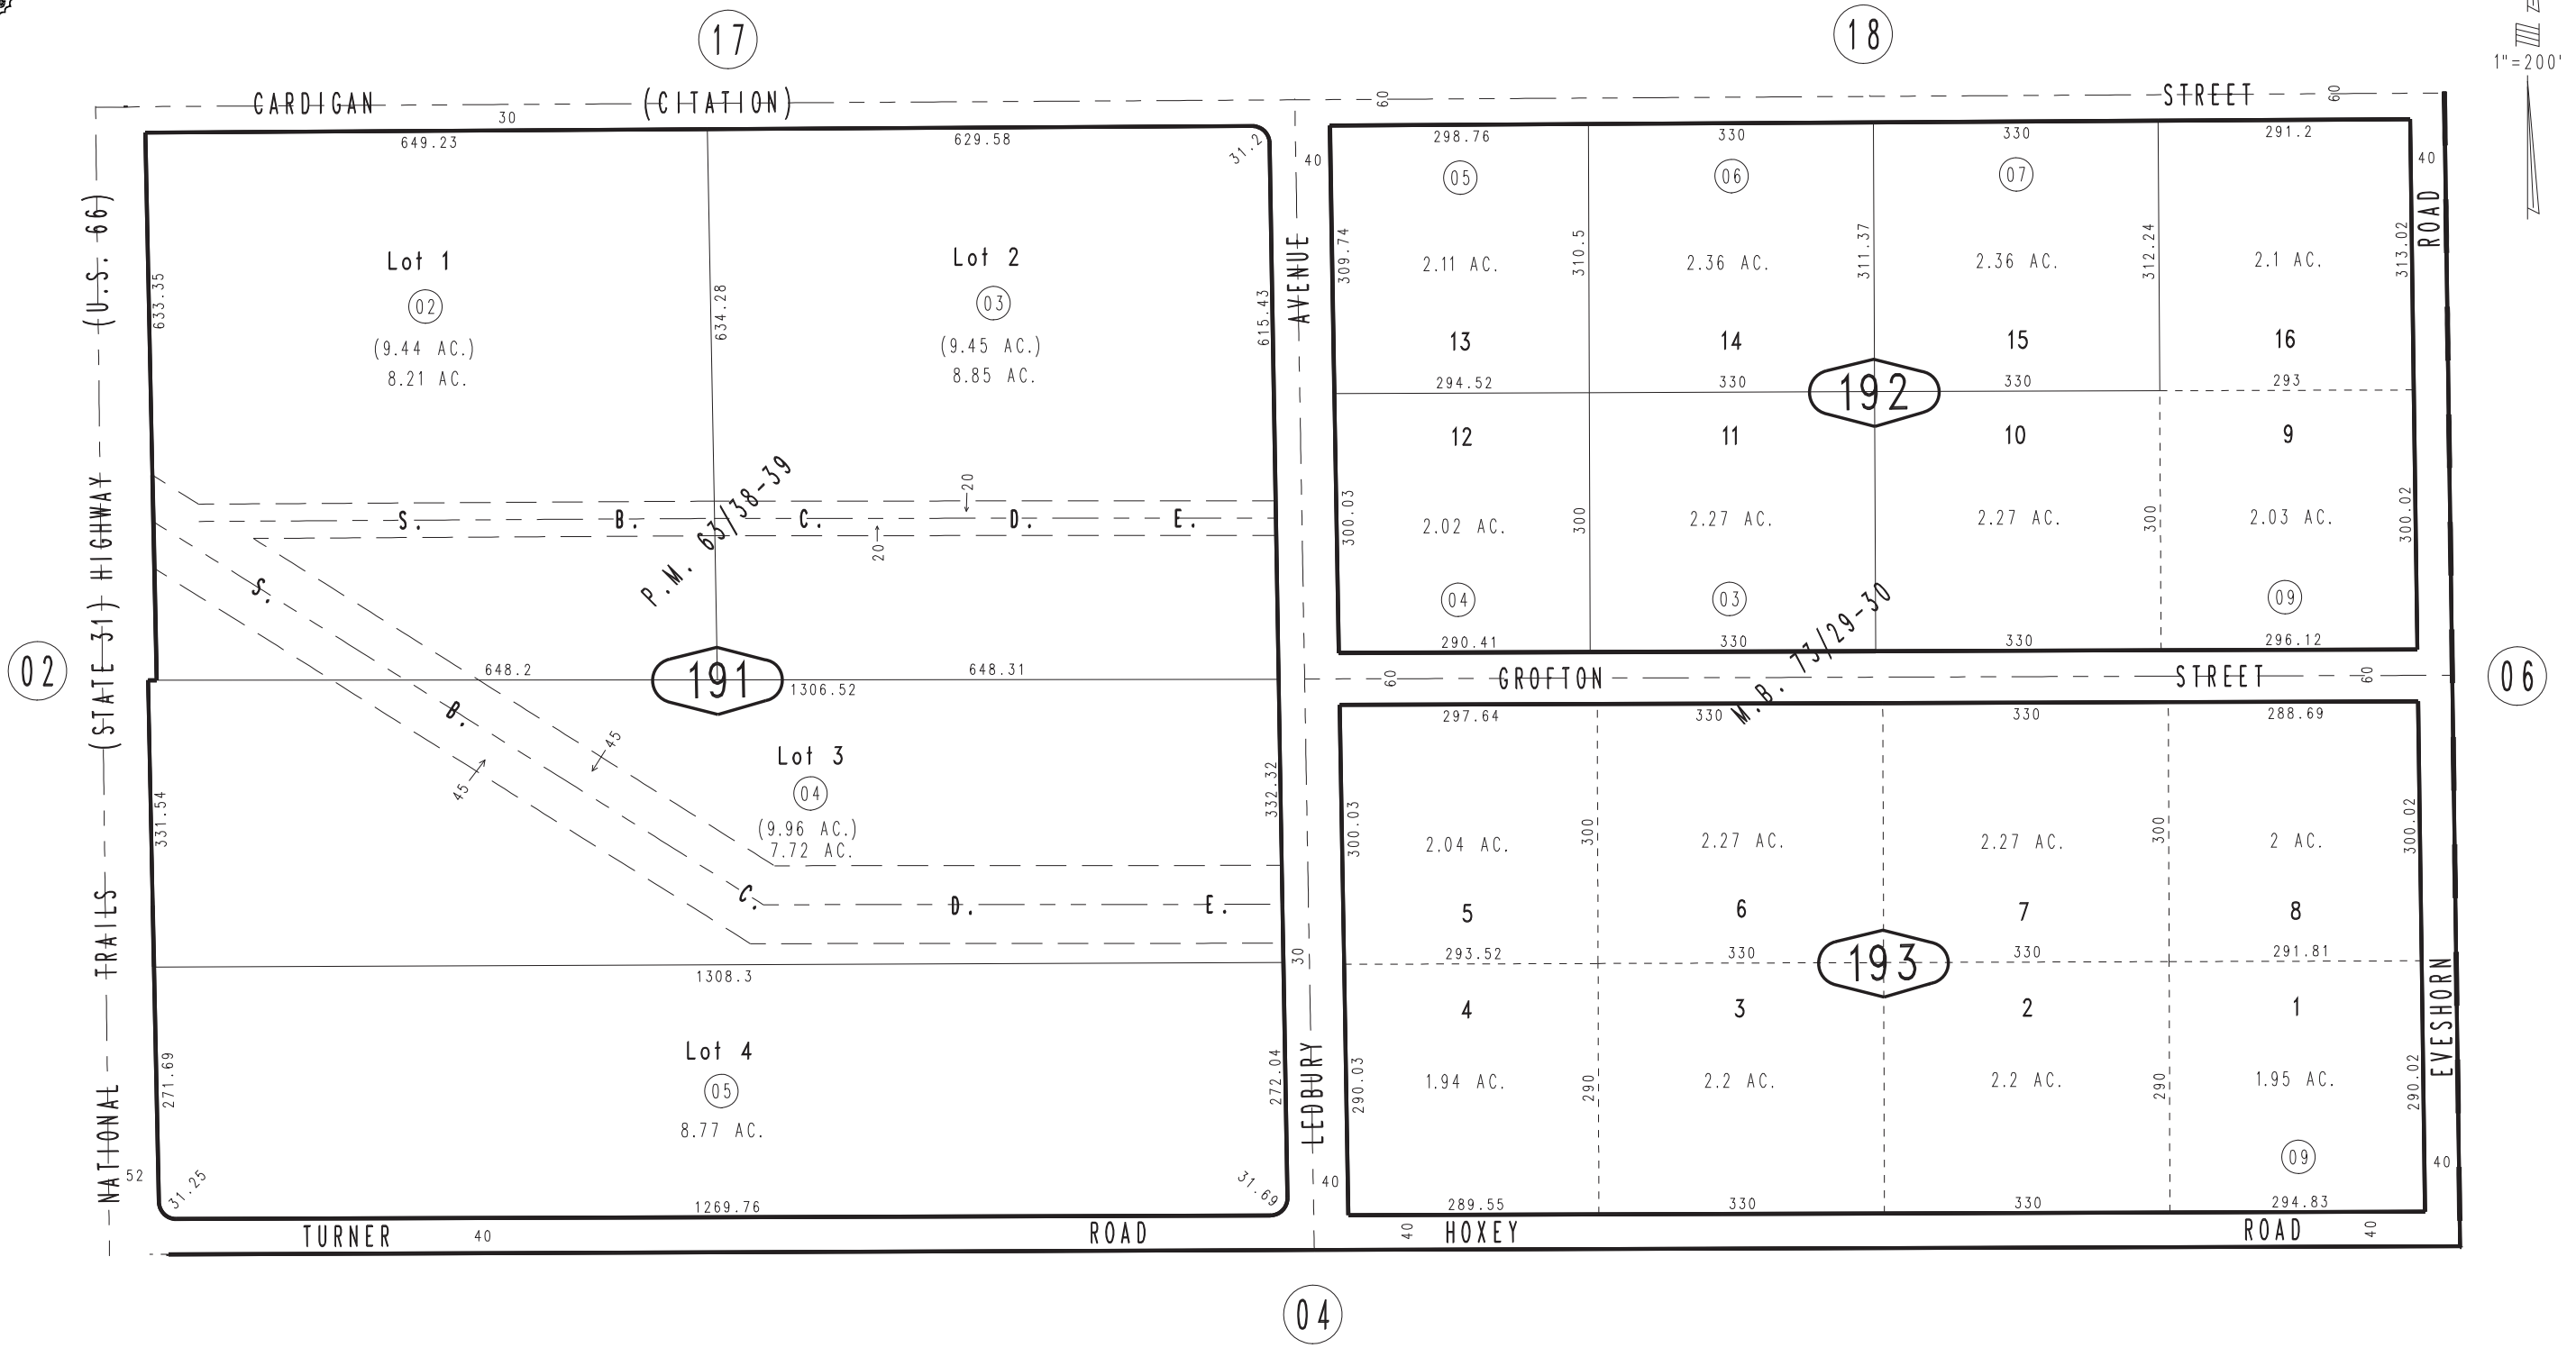 17
18
1"=200'
CARDIGAN (CITATION) STREET
30
60
60
649.23
629.58
31.2
40
298.76
330
330
291.2
40
05
06
07
ROAD
(U.S. 66)
AVENUE
633.35
634.28
615.43
309.74
310.5
311.37
312.24
313.02
Lot 1
Lot 2
02
03
(9.44 AC.)
(9.45 AC.)
8.21 AC.
8.85 AC.
2.11 AC.
2.36 AC.
2.36 AC.
2.1 AC.
13
14
15
16
294.52
330
330
293
192
12
11
10
9
P.M. 63/38-39
20
20
S. B. C. D. E.
300.03
300
300
300.02
2.02 AC.
2.27 AC.
2.27 AC.
2.03 AC.
04
03
09
290.41
330
330
296.12
M.B. 73/29-30
02
(STATE 31) HIGHWAY
648.2
191
1306.52
648.31
60
GROFTON STREET
60
06
S. B. C. D. E.
45
45
Lot 3
04
(9.96 AC.)
7.72 AC.
331.54
332.32
297.64
330
330
288.69
300.03
300
300
300.02
2.04 AC.
2.27 AC.
2.27 AC.
2 AC.
5
6
7
8
293.52
330
330
291.81
193
30
1308.3
4
3
2
1
Lot 4
05
8.77 AC.
271.69
272.04
290.03
290
290
290.02
1.94 AC.
2.2 AC.
2.2 AC.
1.95 AC.
09
NATIONAL TRAILS
LEDBURY
EVESHORN
52
31.25
31.69
40
40
1269.76
289.55
330
330
294.83
TURNER 40 ROAD
40
HOXEY ROAD
40
04